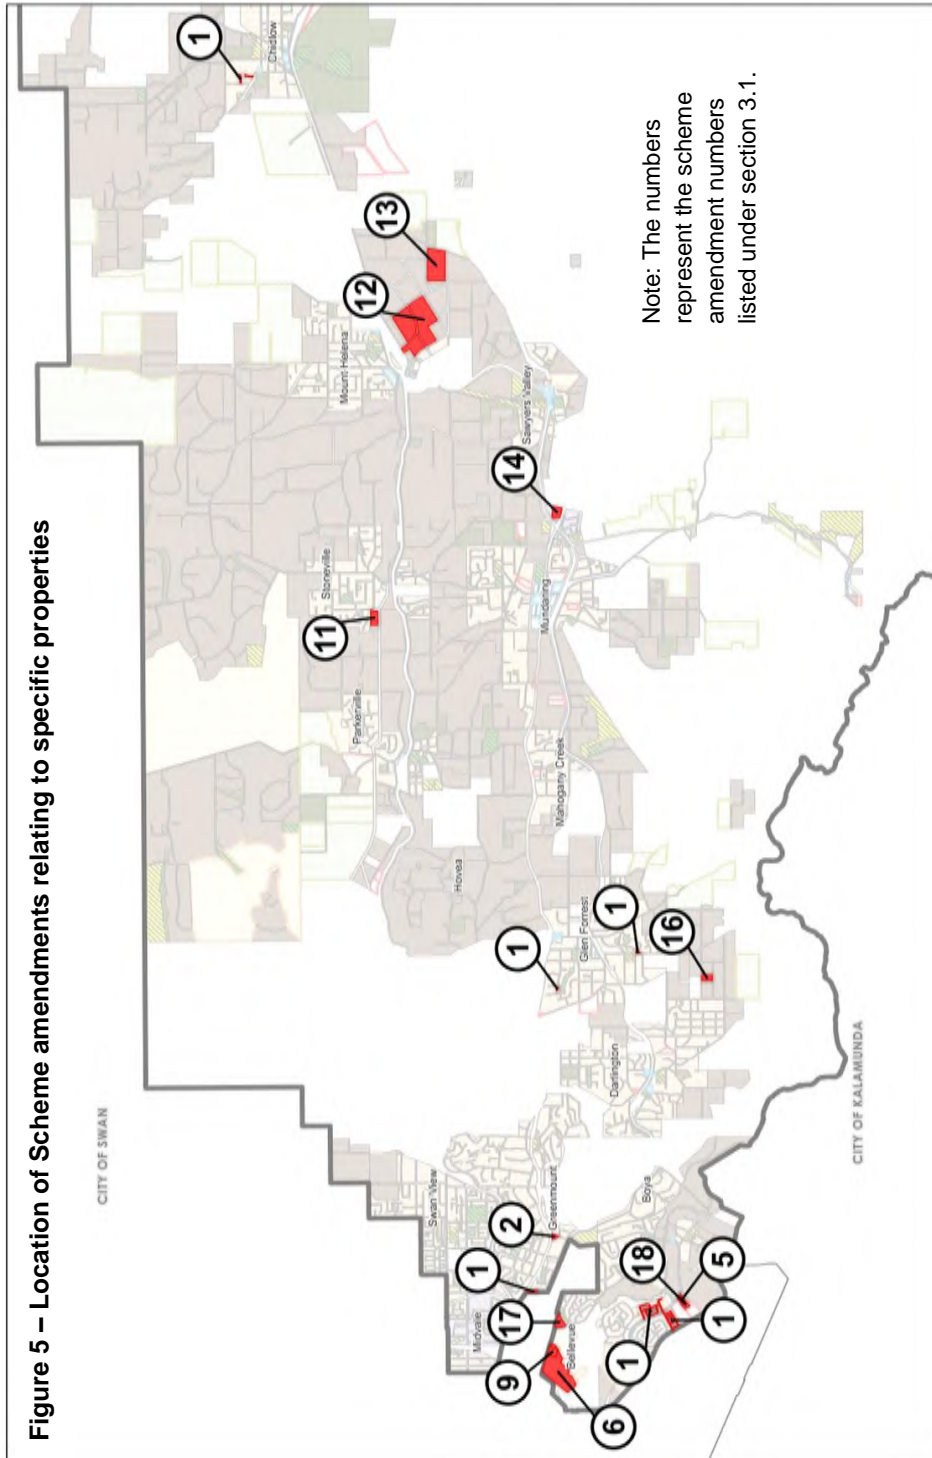 Figure 5 – Location of Scheme amendments relating to specific properties
CITY OF SWAN
1
Chidlow
13
12
Mount Helena
Sawyers Valley
14
Stoneville
11
Mundaring
Parkerville
Mahogany Creek
Hovea
1
Glen Forrest
1
16
Darlington
Swan View
Greenmount
2
Boya
1
Midvale
17
Bellevue
9
6
18
5
1
1
CITY OF KALAMUNDA
Note: The numbers
represent the scheme
amendment numbers
listed under section 3.1.